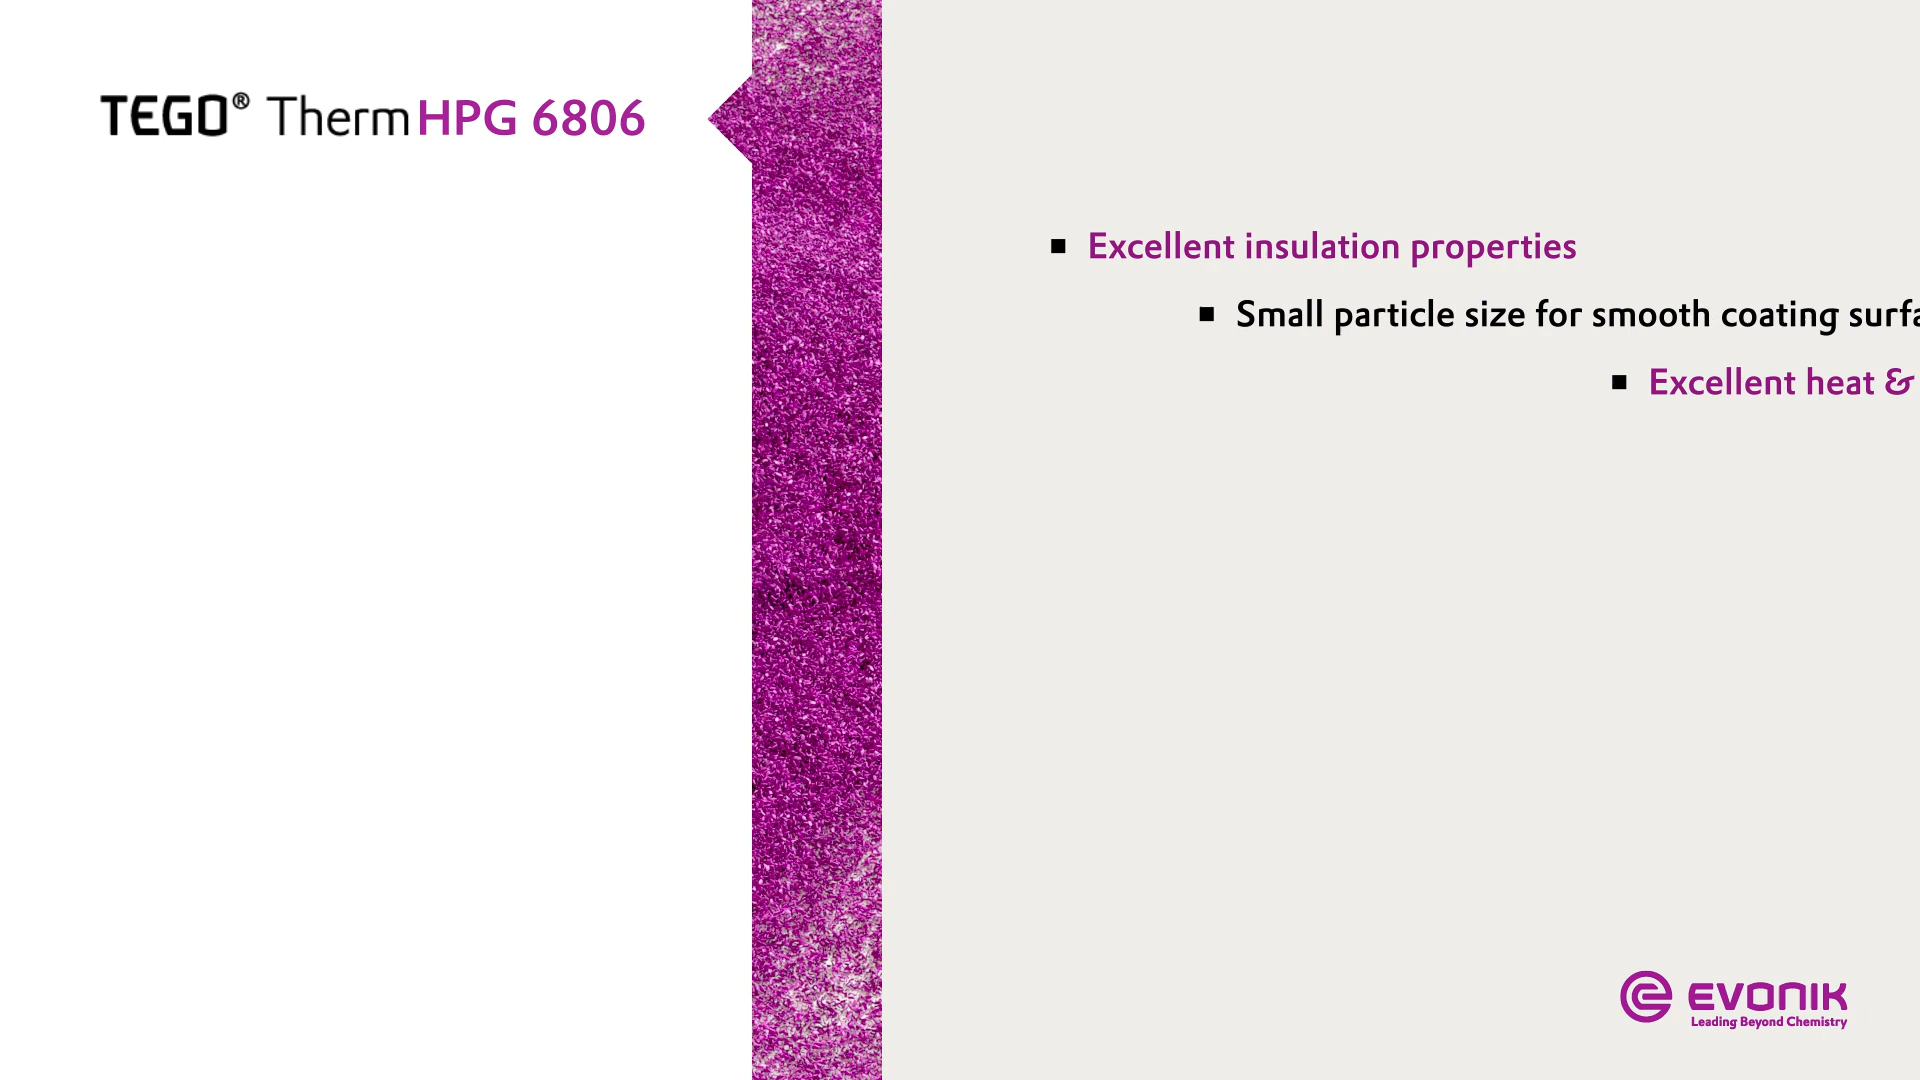 TEGO® Therm HPG 6806
▪ Excellent insulation properties
▪ Small particle size for smooth coating
▪ Excellent heat &
EVONIK
Leading Beyond Chemistry